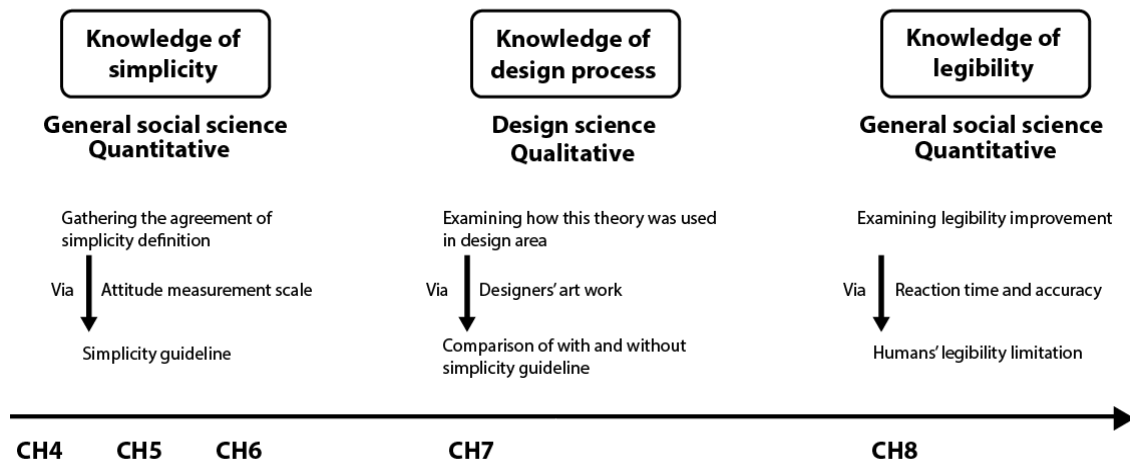 Knowledge of
simplicity
General social science
Quantitative
Gathering the agreement of
simplicity definition
Via
Attitude measurement scale
Simplicity guideline
Knowledge of
design process
Design science
Qualitative
Examining how this theory was used
in design area
Via
Designers' art work
Comparison of with and without
simplicity guideline
Knowledge of
legibility
General social science
Quantitative
Examining legibility improvement
Via
Reaction time and accuracy
Humans' legibility limitation
CH4
CH5
CH6
CH7
CH8